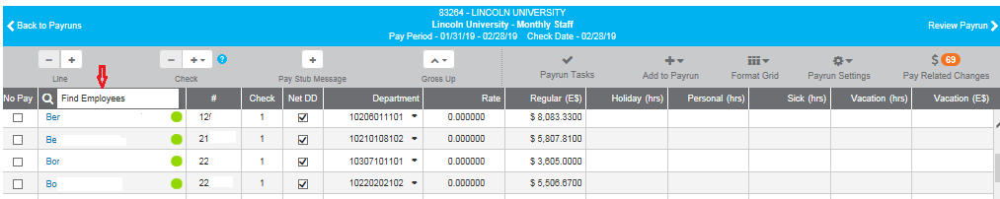 83264 - LINCOLN UNIVERSITY
Back to Payruns Lincoln University - Monthly Staff Review Payrun
Pay Period - 01/31/19 - 02/28/19 Check Date - 02/28/19
Line Check ? Pay Stub Message Gross Up Payrun Tasks Add to Payrun Format Grid Payrun Settings $ 69 Pay Related Changes
No Pay Find Employees # Check Net DD Department Rate Regular (E$) Holiday (hrs) Personal (hrs) Sick (hrs) Vacation (hrs) Vacation (E$)
Ber 12 1 10206011101 0.000000 $ 8,083.3300
Be 21 1 10210108102 0.000000 $ 5,807.8100
Bor 22 1 10307101101 0.000000 $ 3,605.0000
Bo 22 1 10220202102 0.000000 $ 5,506.6700